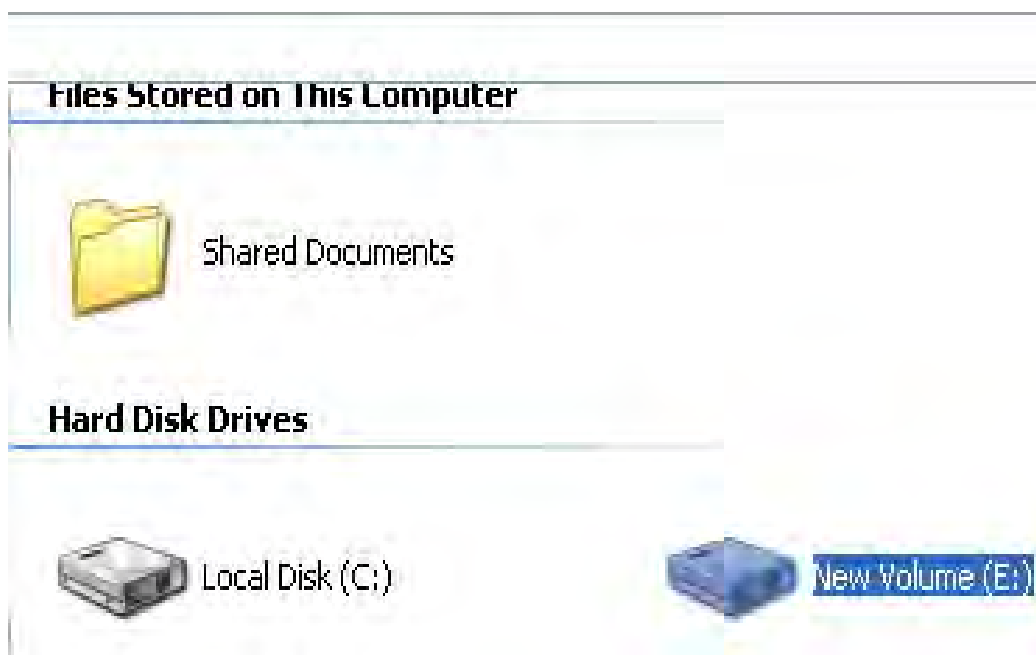 Files Stored on This Computer
Shared Documents
Hard Disk Drives
Local Disk (C:)
New Volume (E:)